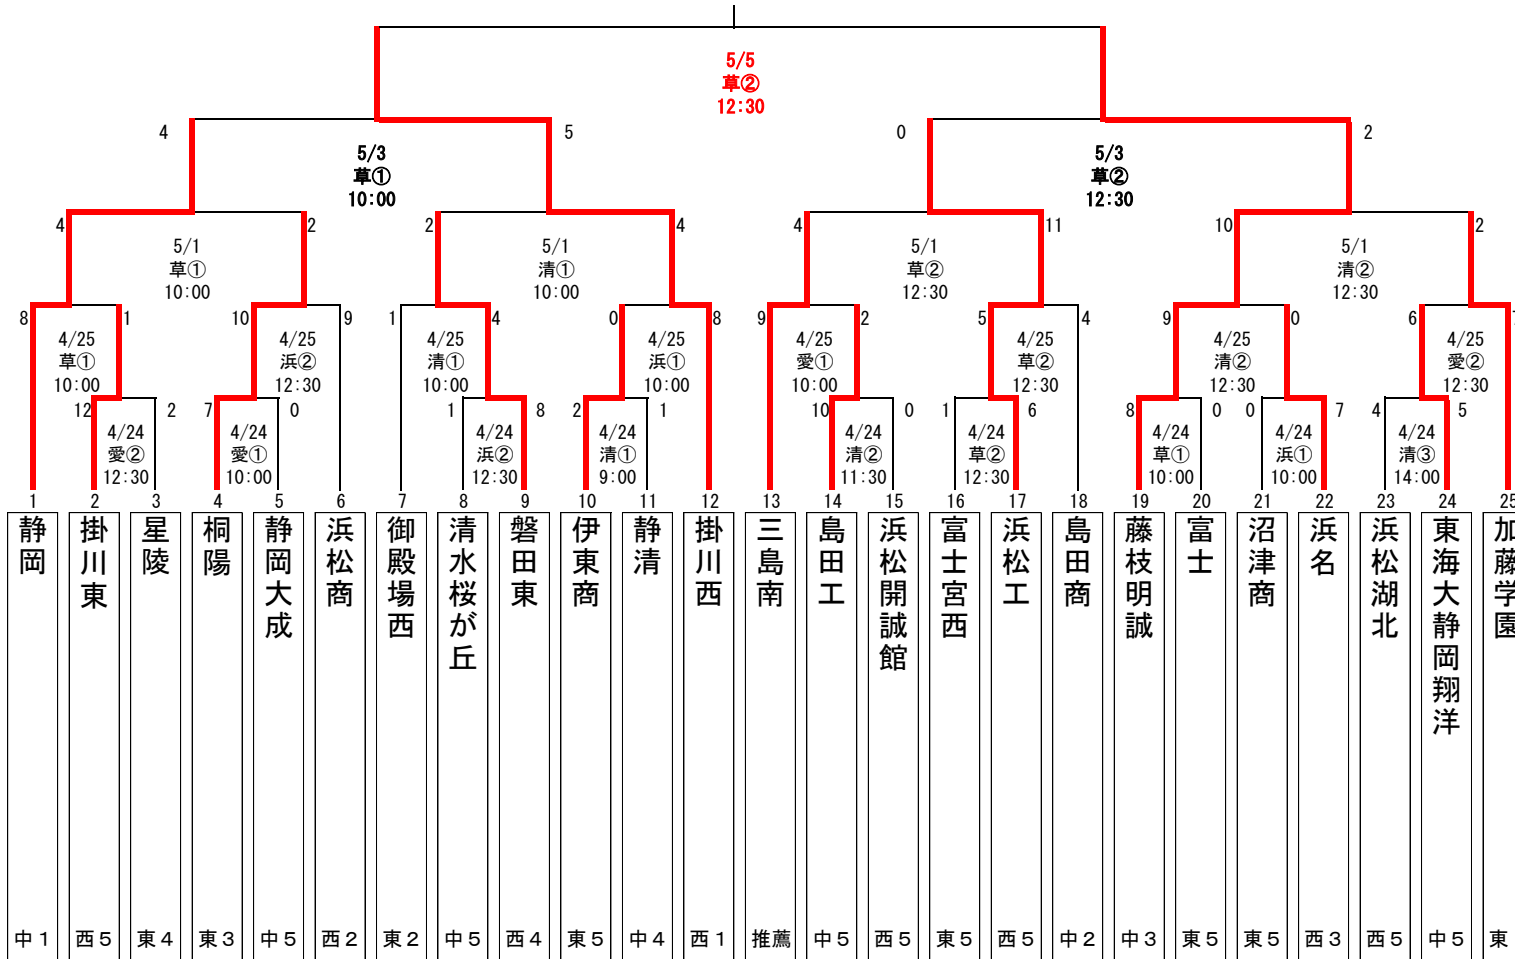 5/5
草②
12:30
4
5
0
2
5/3
草①
10:00
5/3
草②
12:30
4
2
2
4
4
11
10
2
5/1
草①
10:00
5/1
清①
10:00
5/1
草②
12:30
5/1
清②
12:30
8
1
10
9
1
4
0
8
9
2
5
4
9
0
6
4/25
草①
10:00
4/25
浜②
12:30
4/25
清①
10:00
4/25
浜①
10:00
4/25
愛①
10:00
4/25
草②
12:30
4/25
清②
12:30
4/25
愛②
12:30
12
2
7
0
1
8
2
1
10
0
1
6
8
0
0
7
4
5
4/24
愛②
12:30
4/24
愛①
10:00
4/24
浜②
12:30
4/24
清①
9:00
4/24
清②
11:30
4/24
草②
12:30
4/24
草①
10:00
4/24
浜①
10:00
4/24
清③
14:00
1 2 3 4 5 6 7 8 9 10 11 12 13 14 15 16 17 18 19 20 21 22 23 24 25
静岡
掛川東
星陵
桐陽
静岡大成
浜松商
御殿場西
清水桜が丘
磐田東
伊東商
静清
掛川西
三島南
島田工
浜松開誠館
富士宮西
浜松工
島田商
藤枝明誠
富士
沼津商
浜名
浜松湖北
東海大静岡翔洋
加藤学園
中1 西5 東4 東3 中5 西2 東2 中5 西4 東5 中4 西1 推薦 中5 西5 東5 西5 中2 中3 東5 東5 西3 西5 中5 東